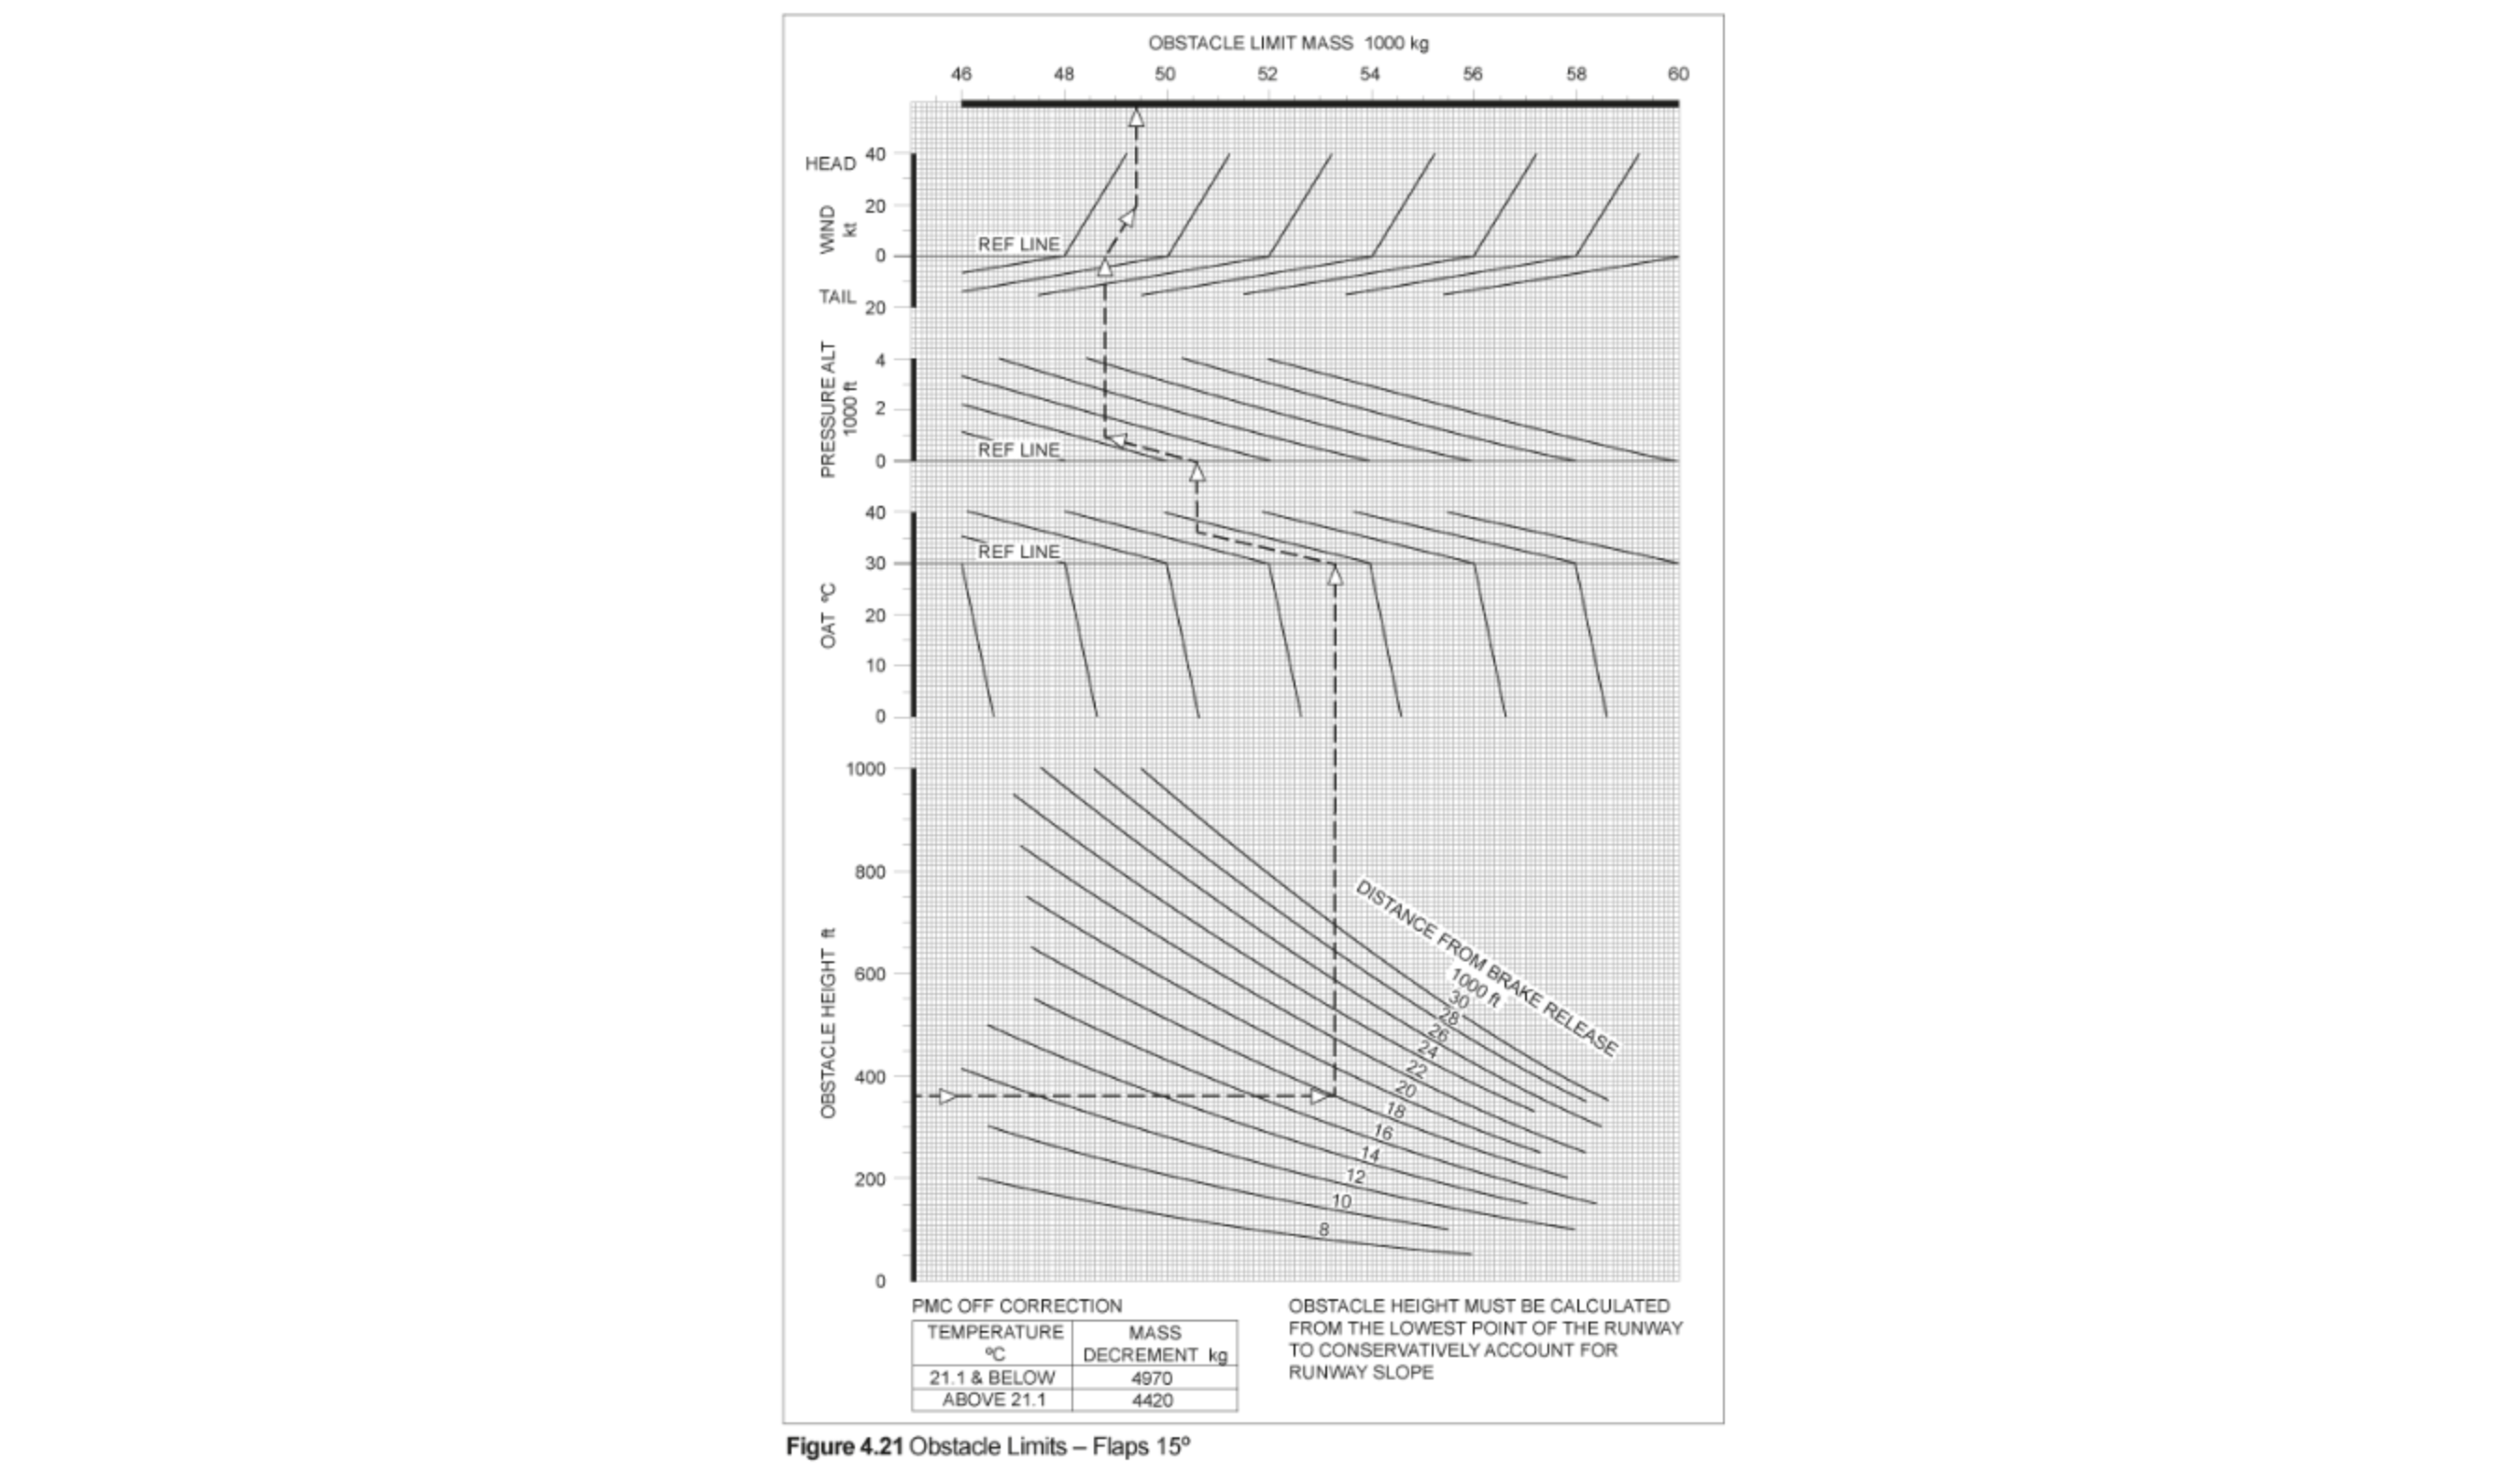 OBSTACLE LIMIT MASS 1000 kg
46 48 50 52 54 56 58 60
HEAD
WIND
kt
TAIL
40
20
0
20
REF LINE
PRESSURE ALT
1000 ft
4
2
0
REF LINE
OAT ºC
40
30
20
10
0
REF LINE
OBSTACLE HEIGHT ft
1000
800
600
400
200
0
DISTANCE FROM BRAKE RELEASE
1000 ft
30
28
26
24
22
20
18
16
14
12
10
8
PMC OFF CORRECTION
TEMPERATURE
ºC
MASS
DECREMENT kg
21.1 & BELOW 4970
ABOVE 21.1 4420
OBSTACLE HEIGHT MUST BE CALCULATED
FROM THE LOWEST POINT OF THE RUNWAY
TO CONSERVATIVELY ACCOUNT FOR
RUNWAY SLOPE
Figure 4.21 Obstacle Limits – Flaps 15º